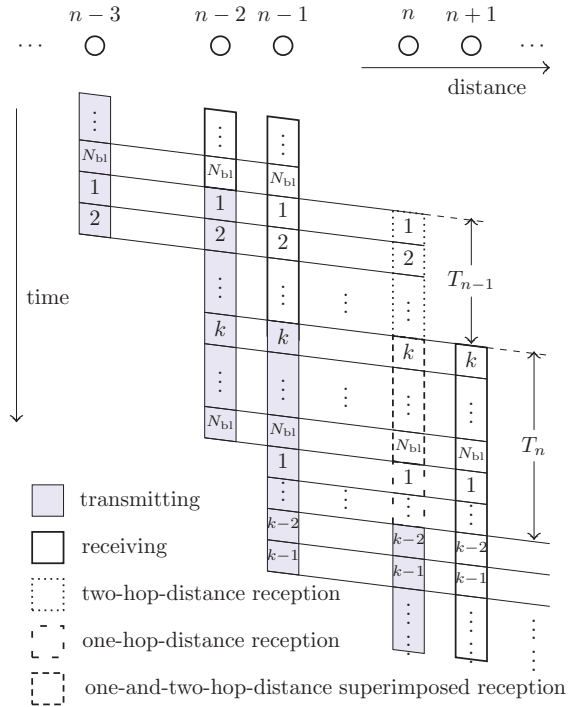 n − 3 n − 2 n − 1 n n + 1
··· ···
distance
time
N_bl
1
2
N_bl
1
2
k
N_bl
N_bl
1
2
k
N_bl
1
k−2
k−1
1
2
k
N_bl
1
k−2
k−1
k
N_bl
1
k−2
k−1
T_{n−1}
T_n
transmitting
receiving
two-hop-distance reception
one-hop-distance reception
one-and-two-hop-distance superimposed reception